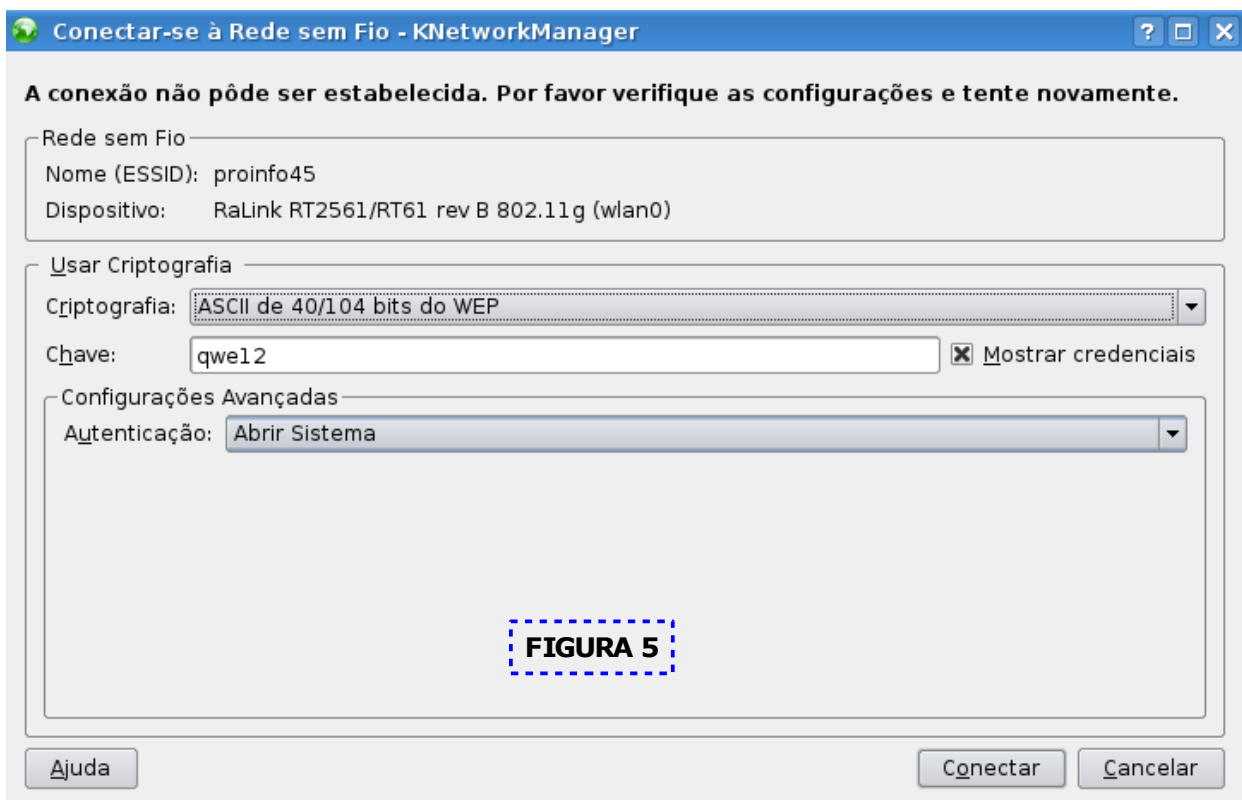 Conectar-se à Rede sem Fio - KNetworkManager
A conexão não pôde ser estabelecida. Por favor verifique as configurações e tente novamente.
Rede sem Fio
Nome (ESSID): proinfo45
Dispositivo: RaLink RT2561/RT61 rev B 802.11g (wlan0)
Usar Criptografia
Criptografia: ASCII de 40/104 bits do WEP
Chave: qwe12 Mostrar credenciais
Configurações Avançadas
Autenticação: Abrir Sistema
FIGURA 5
Ajuda Conectar Cancelar